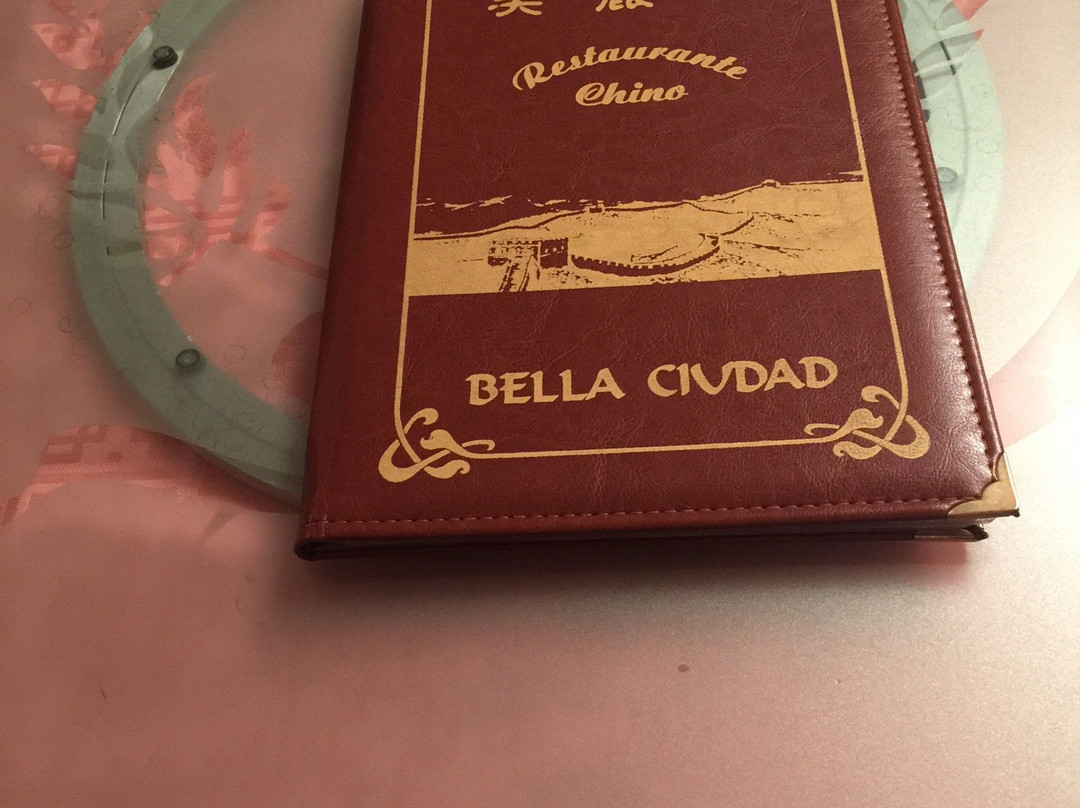 Restaurante
Chino
BELLA CIUDAD